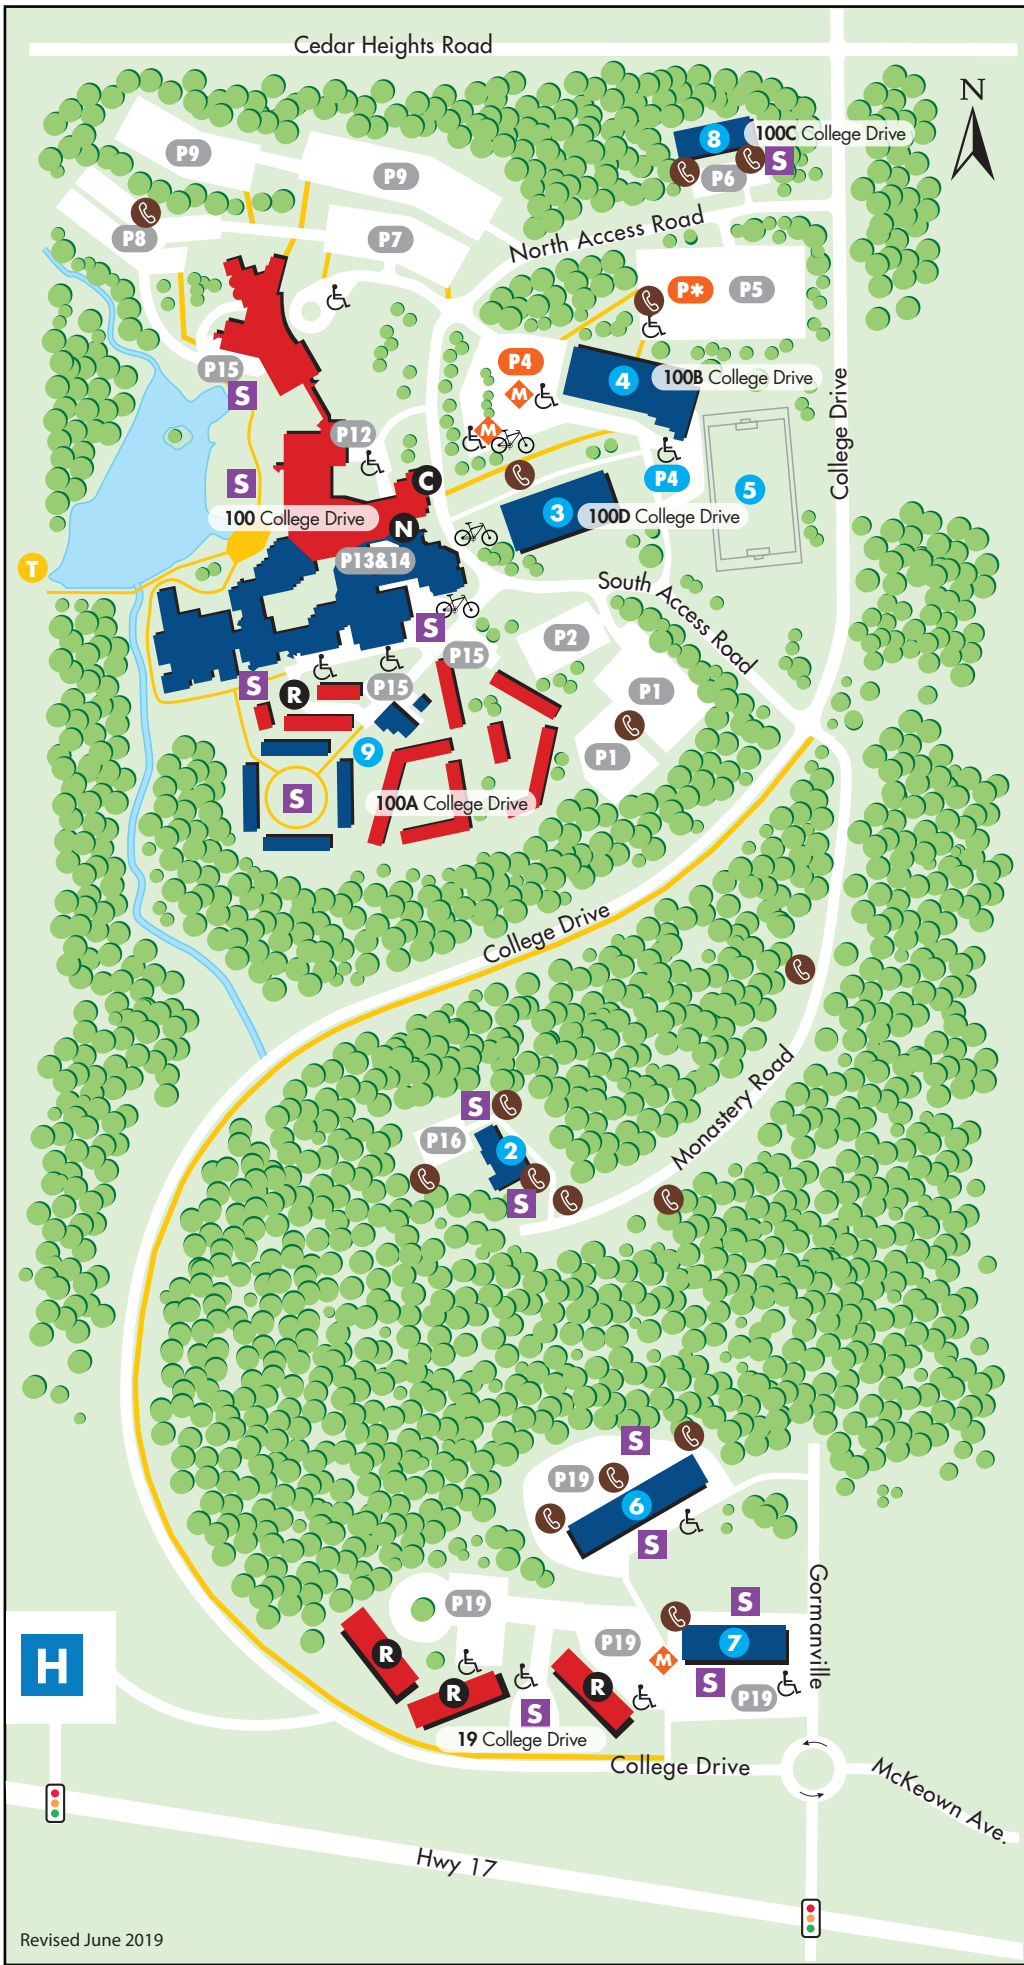 Cedar Heights Road
N
8
100C College Drive
P9
S
P9
P6
P8
P7
North Access Road
P*
P5
P4
P15
4
100B College Drive
S
M
M
P12
College Drive
C
P4
S
5
3
100D College Drive
100 College Drive
N
P13&14
T
South Access Road
S
P2
P15
S
R
P15
P1
9
P1
S
100A College Drive
College Drive
Monastery Road
S
P16
2
S
S
P19
6
S
Gormanville
P19
S
P19
7
H
R
M
R
R
S
P19
S
19 College Drive
College Drive
McKeown Ave.
Hwy 17
Revised June 2019